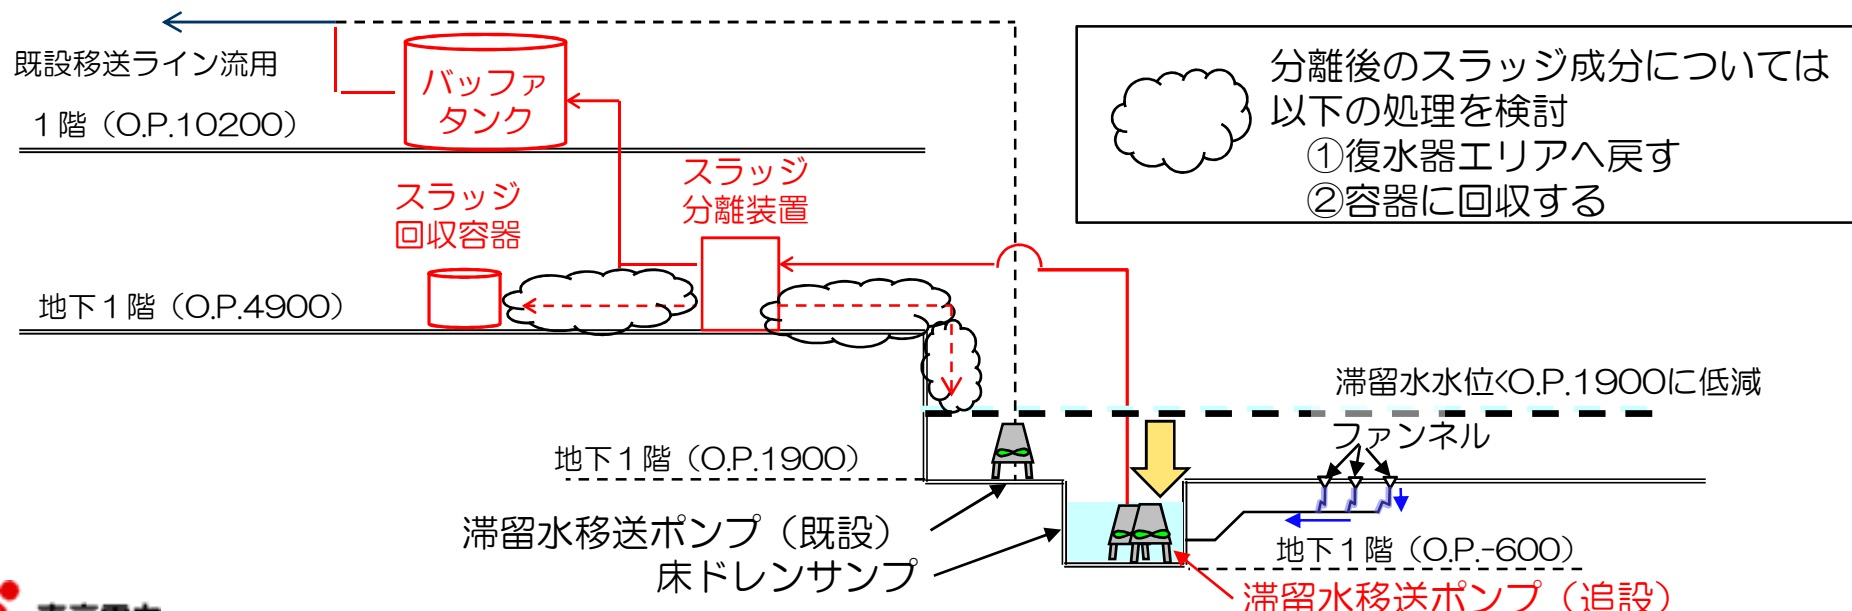 既設移送ライン流用
1階（O.P.10200）
バッファ
タンク
スラッジ
回収容器
スラッジ
分離装置
地下1階（O.P.4900）
分離後のスラッジ成分については
以下の処理を検討
①復水器エリアへ戻す
②容器に回収する
滞留水水位<O.P.1900に低減
ファンネル
地下1階（O.P.1900）
滞留水移送ポンプ（既設）
床ドレンサンプ
地下1階（O.P.-600）
滞留水移送ポンプ（追設）